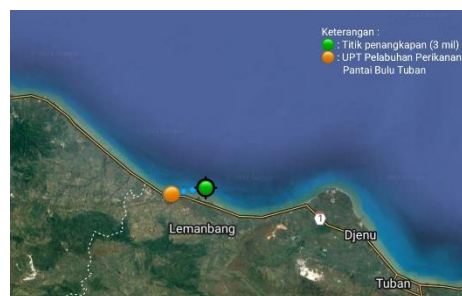 Keterangan :
: Titik penangkapan (3 mil)
: UPT Pelabuhan Perikanan
Pantai Bulu Tuban
Lemanbang
1
Djenu
Tuban